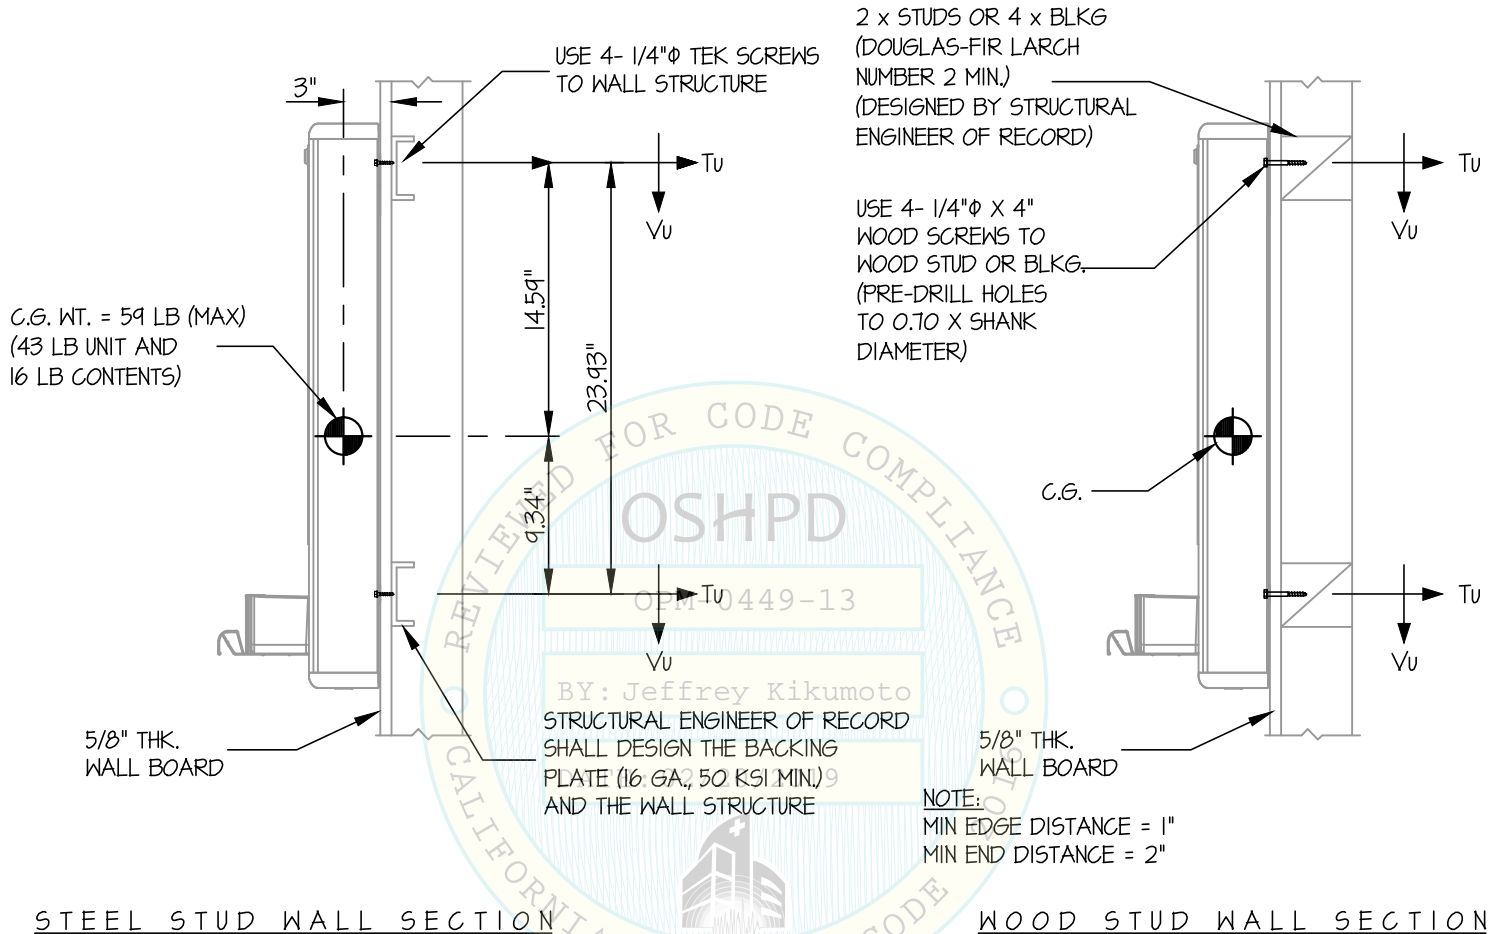 USE 4- 1/4"Φ TEK SCREWS
TO WALL STRUCTURE
3"
Tu
Vu
14.59"
23.93"
9.34"
C.G. WT. = 59 LB (MAX)
(43 LB UNIT AND
16 LB CONTENTS)
Tu
Vu
STRUCTURAL ENGINEER OF RECORD
SHALL DESIGN THE BACKING
PLATE (16 GA., 50 KSI MIN.)
AND THE WALL STRUCTURE
5/8" THK.
WALL BOARD
STEEL STUD WALL SECTION
2 x STUDS OR 4 x BLKG
(DOUGLAS-FIR LARCH
NUMBER 2 MIN.)
(DESIGNED BY STRUCTURAL
ENGINEER OF RECORD)
Tu
Vu
USE 4- 1/4"Φ X 4"
WOOD SCREWS TO
WOOD STUD OR BLKG.
(PRE-DRILL HOLES
TO 0.70 X SHANK
DIAMETER)
C.G.
Tu
Vu
5/8" THK.
WALL BOARD
NOTE:
MIN EDGE DISTANCE = 1"
MIN END DISTANCE = 2"
WOOD STUD WALL SECTION
REVIEWED FOR CODE COMPLIANCE
OSHPD
OPM-0449-13
BY: Jeffrey Kikumoto
CALIFORNIA
CODE